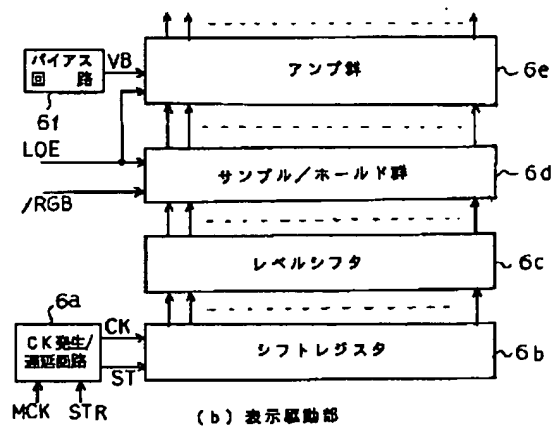 バイアス
回路
VB
アンプ群
6e
6f
LOE
サンプル/ホールド群
6d
/RGB
レベルシフタ
6c
6a
CK発生/
遅延回路
CK
ST
シフトレジスタ
6b
MCK
STR
(b) 表示駆動部